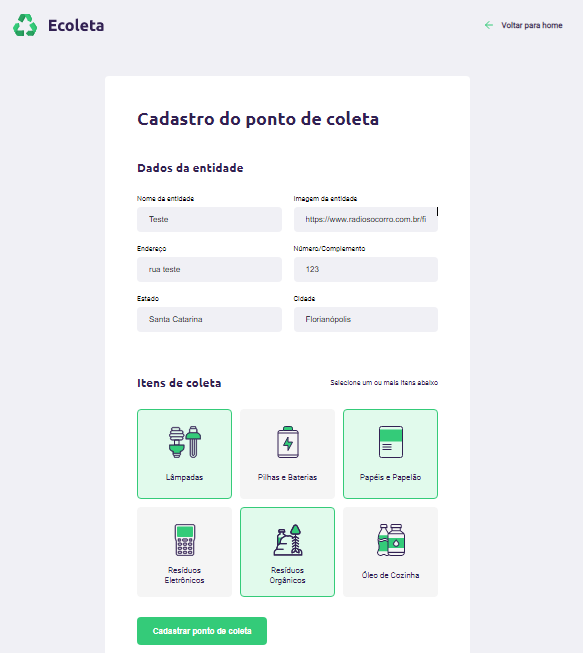 Ecoleta
Voltar para home
Cadastro do ponto de coleta
Dados da entidade
Nome da entidade
Imagem da entidade
Teste
https://www.radiosocorro.com.br/fi
Endereço
Número/Complemento
rua teste
123
Estado
Cidade
Santa Catarina
Florianópolis
Itens de coleta
Selecione um ou mais itens abaixo
Lâmpadas
Pilhas e Baterias
Papéis e Papelão
Resíduos
Eletrônicos
Resíduos
Orgânicos
Óleo de Cozinha
Cadastrar ponto de coleta